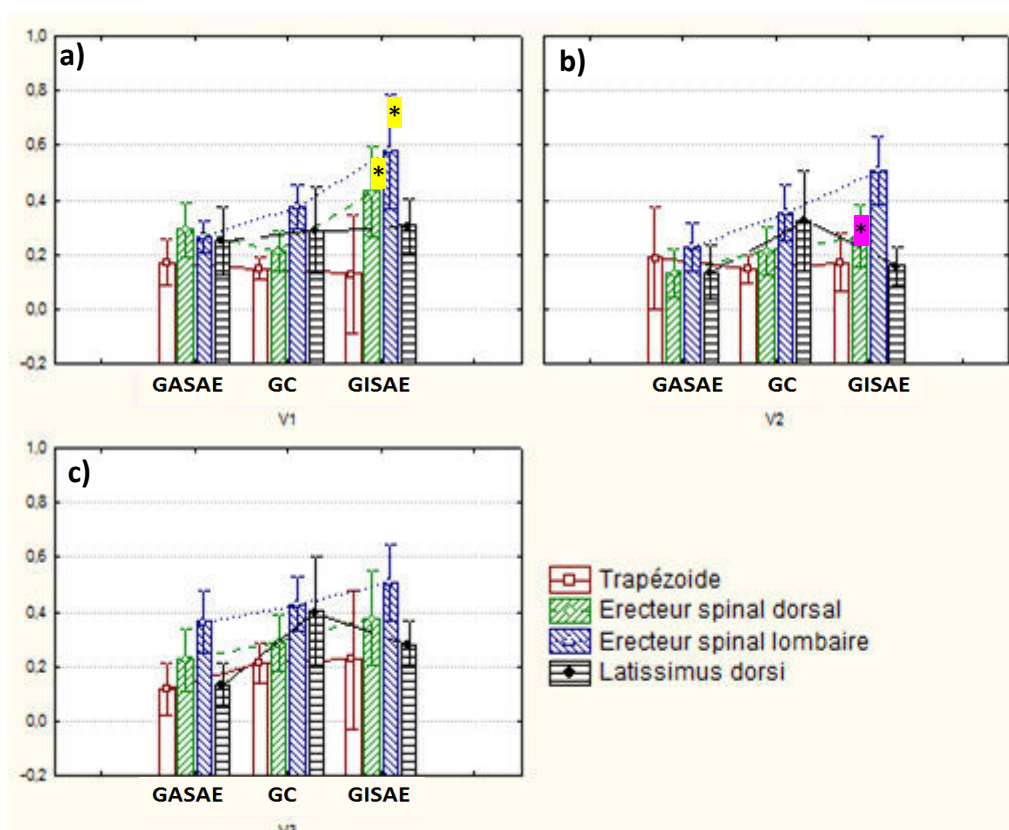 a)
1,0
0,8
0,6
0,4
0,2
0,0
-0,2
*
*
GASAE GC GISAE
V1
b)
*
GASAE GC GISAE
V2
c)
1,0
0,8
0,6
0,4
0,2
0,0
-0,2
GASAE GC GISAE
Trapézoide
Erecteur spinal dorsal
Erecteur spinal lombaire
Latissimus dorsi